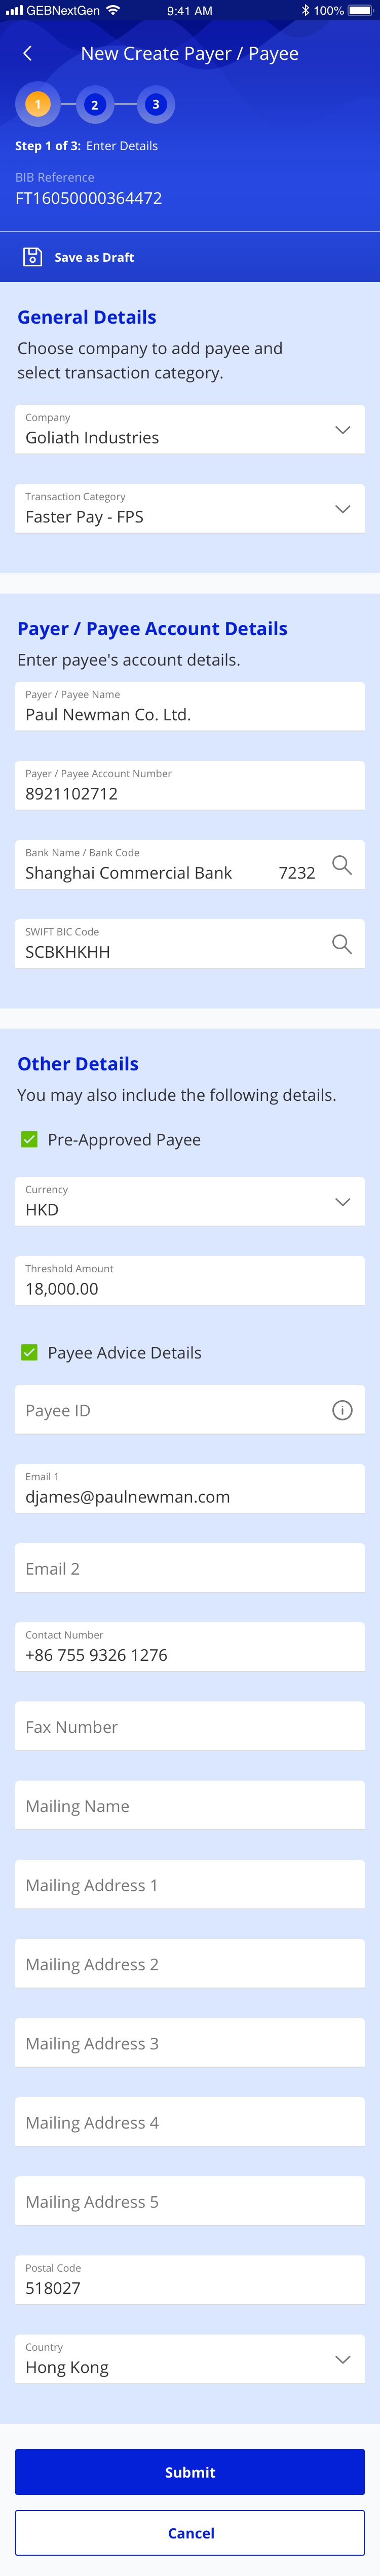 GEBNextGen 9:41 AM 100%
New Create Payer / Payee
1 2 3
Step 1 of 3: Enter Details
BIB Reference
FT16050000364472
Save as Draft
General Details
Choose company to add payee and
select transaction category.
Company
Goliath Industries
Transaction Category
Faster Pay - FPS
Payer / Payee Account Details
Enter payee's account details.
Payer / Payee Name
Paul Newman Co. Ltd.
Payer / Payee Account Number
8921102712
Bank Name / Bank Code
Shanghai Commercial Bank 7232
SWIFT BIC Code
SCBKHKHH
Other Details
You may also include the following details.
Pre-Approved Payee
Currency
HKD
Threshold Amount
18,000.00
Payee Advice Details
Payee ID
Email 1
djames@paulnewman.com
Email 2
Contact Number
+86 755 9326 1276
Fax Number
Mailing Name
Mailing Address 1
Mailing Address 2
Mailing Address 3
Mailing Address 4
Mailing Address 5
Postal Code
518027
Country
Hong Kong
Submit
Cancel